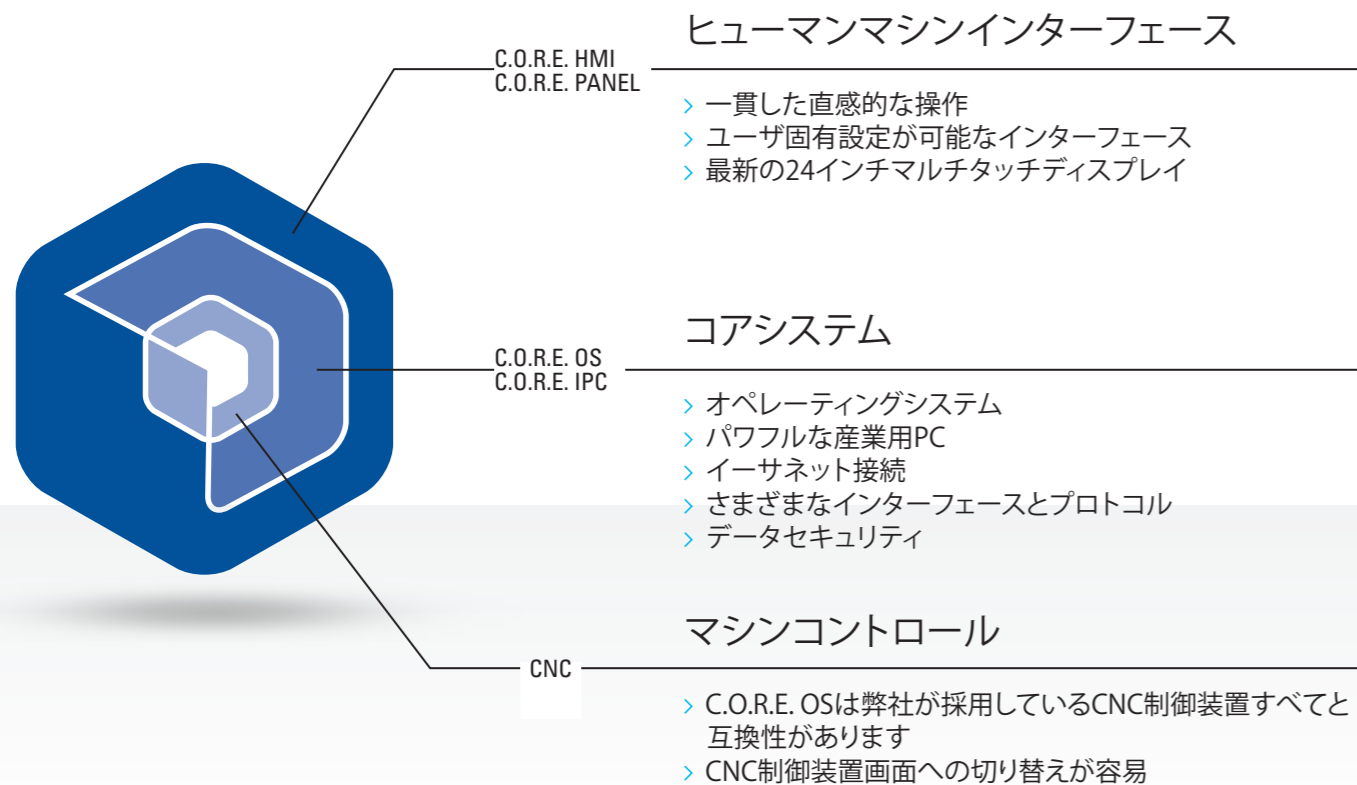 ヒューマンマシンインターフェース
C.O.R.E. HMI
C.O.R.E. PANEL
› 一貫した直感的な操作
› ユーザ固有設定が可能なインターフェース
› 最新の24インチマルチタッチディスプレイ
コアシステム
C.O.R.E. OS
C.O.R.E. IPC
› オペレーティングシステム
› パワフルな産業用PC
› イーサネット接続
› さまざまなインターフェースとプロトコル
› データセキュリティ
マシンコントロール
CNC
› C.O.R.E. OSは弊社が採用しているCNC制御装置すべてと
互換性があります
› CNC制御装置画面への切り替えが容易